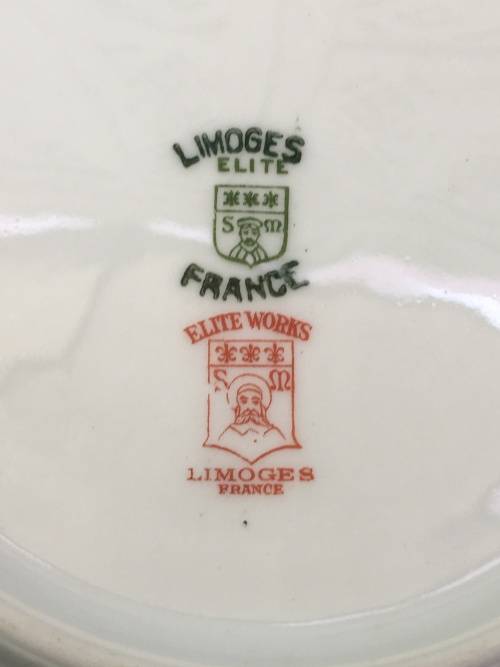 LIMOGES
ELITE
S M
FRANCE
ELITE WORKS
S M
LIMOGES
FRANCE